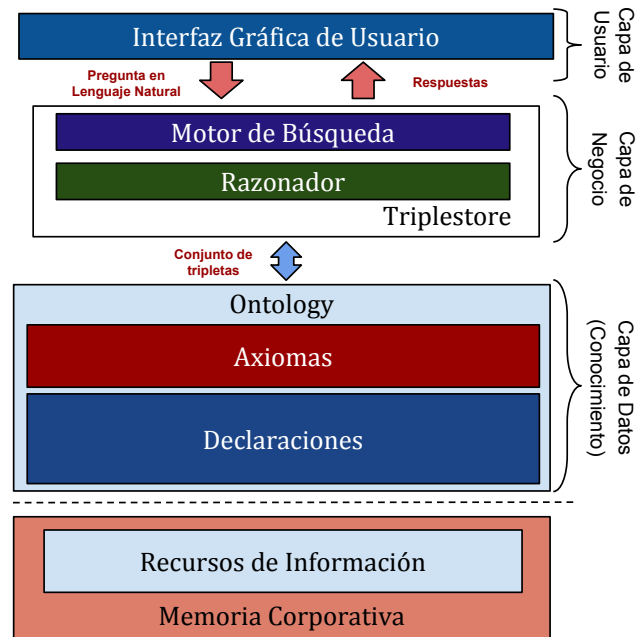 Interfaz Gráfica de Usuario
Capa de
Usuario
Pregunta en
Lenguaje Natural
Respuestas
Motor de Búsqueda
Razonador
Triplestore
Capa de
Negocio
Conjunto de
tripletas
Ontology
Axiomas
Declaraciones
Capa de Datos
(Conocimiento)
Recursos de Información
Memoria Corporativa